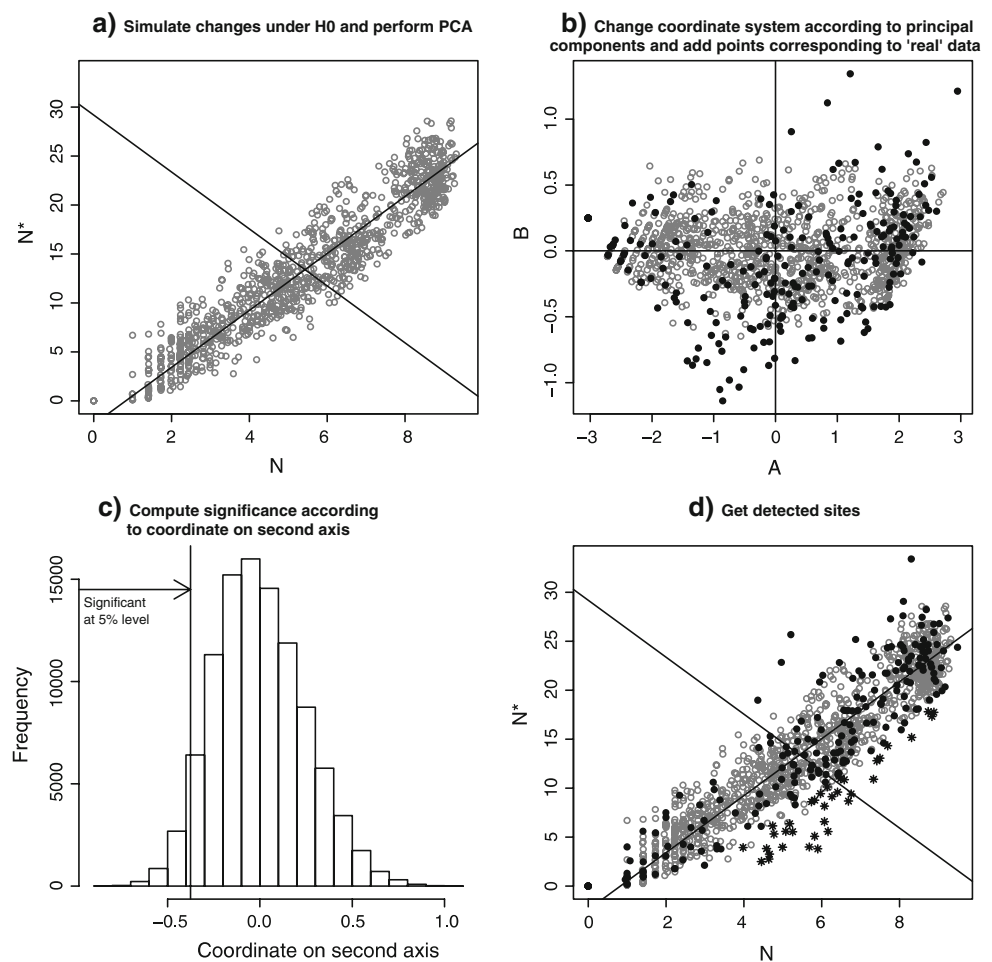 a) Simulate changes under H0 and perform PCA
N*
30
25
20
15
10
5
0
0 2 4 6 8
N
b) Change coordinate system according to principal
components and add points corresponding to 'real' data
B
1.0
0.5
0.0
−0.5
−1.0
−3 −2 −1 0 1 2 3
A
c) Compute significance according
to coordinate on second axis
Significant
at 5% level
Frequency
15000
10000
5000
0
−0.5 0.0 0.5 1.0
Coordinate on second axis
d) Get detected sites
N*
30
25
20
15
10
5
0
0 2 4 6 8
N